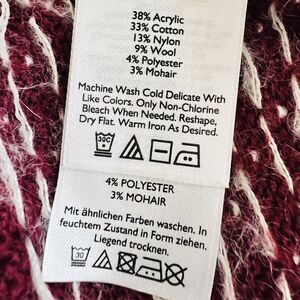 38% Acrylic
33% Cotton
13% Nylon
9% Wool
4% Polyester
3% Mohair
Machine Wash Cold Delicate With
Like Colors. Only Non-Chlorine
Bleach When Needed. Reshape,
Dry Flat. Warm Iron As Desired.
30C
4% POLYESTER
3% MOHAIR
Mit ähnlichen Farben waschen. In
feuchtem Zustand in Form ziehen.
Liegend trocknen.
30